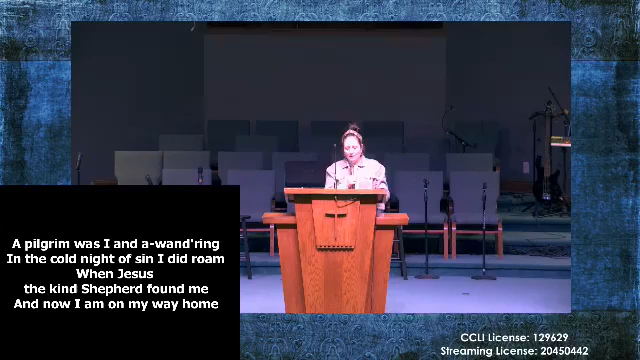 A pilgrim was I and a-wand'ring
In the cold night of sin I did roam
When Jesus
the kind Shepherd found me
And now I am on my way home
CCLI License: 129629
Streaming License: 20450442